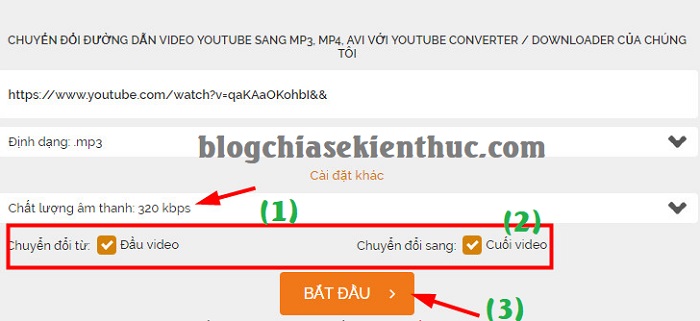 CHUYỂN ĐỔI ĐƯỜNG DẪN VIDEO YOUTUBE SANG MP3, MP4, AVI VỚI YOUTUBE CONVERTER / DOWNLOADER CỦA CHÚNG
TÔI
https://www.youtube.com/watch?v=qaKAaOKohbI&&
Định dạng: .mp3
blogchiasekienthuc.com
Cài đặt khác
Chất lượng âm thanh: 320 kbps
(1)
(2)
Chuyển đổi từ: Đầu video Chuyển đổi sang: Cuối video
BẮT ĐẦU >
(3)